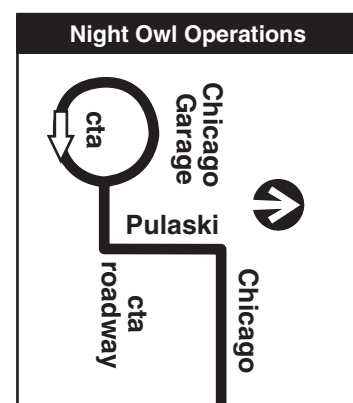 Night Owl Operations
cta
Chicago
Garage
Pulaski
cta
roadway
Chicago